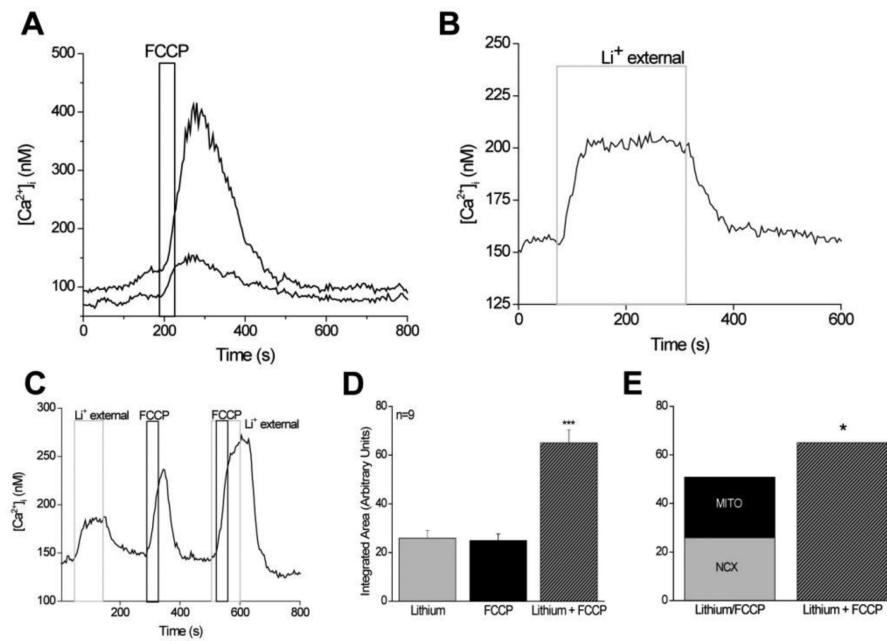 A
FCCP
500
400
300
200
100
[Ca²⁺]ᵢ (nM)
0 200 400 600 800
Time (s)
B
Li⁺ external
250
225
200
175
150
125
[Ca²⁺]ᵢ (nM)
0 200 400 600
Time (s)
C
Li⁺ external FCCP FCCP Li⁺ external
300
250
200
150
100
[Ca²⁺]ᵢ (nM)
200 400 600 800
Time (s)
D
n=9
***
80
60
40
20
0
Integrated Area (Arbitrary Units)
Lithium FCCP Lithium + FCCP
E
*
80
60
40
20
0
MITO
NCX
Lithium/FCCP Lithium + FCCP